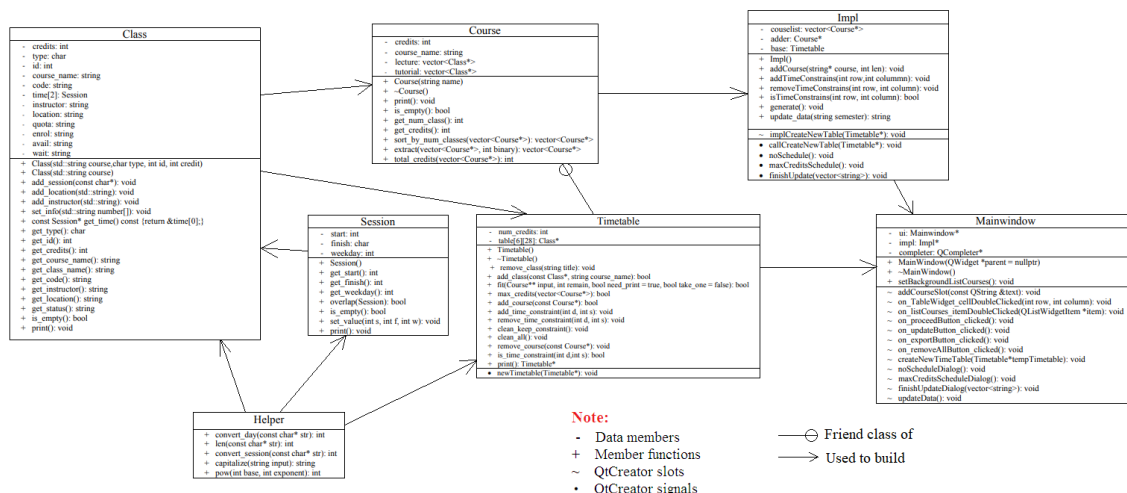 Class
- credits: int
- type: char
- id: int
- course_name: string
- code: string
- time[2]: Session
- instructor: string
- location: string
- quota: string
- enrol: string
- avail: string
- wait: string
+ Class(std::string course,char type, int id, int credit)
+ Class(std::string course)
+ add_session(const char*): void
+ add_location(std::string): void
+ add_instructor(std::string): void
+ set_info(std::string number[]): void
+ const Session* get_time() const {return &time[0];}
+ get_type(): char
+ get_id(): int
+ get_credits(): int
+ get_course_name(): string
+ get_class_name(): string
+ get_code(): string
+ get_instructor(): string
+ get_location(): string
+ get_status(): string
+ is_empty(): bool
+ print(): void
Course
- credits: int
- course_name: string
- lecture: vector<Class*>
- tutorial: vector<Class*>
+ Course(string name)
+ ~Course()
+ print(): void
+ is_empty(): bool
+ get_num_class(): int
+ get_credits(): int
+ sort_by_num_classes(vector<Course*>): vector<Course*>
+ extract(vector<Course*>, int binary): vector<Course*>
+ total_credits(vector<Course*>): int
Impl
- couselist: vector<Course*>
- adder: Course*
- base: Timetable
+ Impl()
+ addCourse(string* course, int len): void
+ addTimeConstrains(int row,int columnn): void
+ removeTimeConstrains(int row, int column): void
+ isTimeConstrains(int row, int column): bool
+ generate(): void
+ update_data(string semester): string
~ implCreateNewTable(Timetable*): void
• callCreateNewTable(Timetable*): void
• noSchedule(): void
• maxCreditsSchedule(): void
• finishUpdate(vector<string>): void
Session
- start: int
- finish: char
- weekday: int
+ Session()
+ get_start(): int
+ get_finish(): int
+ get_weekday(): int
+ overlap(Session): bool
+ is_empty(): bool
+ set_value(int s, int f, int w): void
+ print(): void
Timetable
- num_credits: int
- table[6][28]: Class*
+ Timetable()
+ ~Timetable()
+ remove_class(string title): void
+ add_class(const Class*, string course_name): bool
+ fit(Course** input, int remain, bool need_print = true, bool take_one = false): bool
+ max_credits(vector<Course*>): bool
+ add_course(const Course*): bool
+ add_time_constraint(int d, int s): void
+ remove_time_constraint(int d, int s): void
+ clean_keep_constraint(): void
+ clean_all(): void
+ remove_course(const Course*): void
+ is_time_constraint(int d,int s): bool
+ print(): Timetable*
• newTimetable(Timetable*): void
Mainwindow
- ui: Mainwindow*
- impl: Impl*
- completer: QCompleter*
+ MainWindow(QWidget *parent = nullptr)
+ ~MainWindow()
+ setBackgroundListCourses(): void
~ addCourseSlot(const QString &text): void
~ on_TableWidget_cellDoubleClicked(int row, int column): void
~ on_listCourses_itemDoubleClicked(QListWidgetItem *item): void
~ on_proceedButton_clicked(): void
~ on_updateButton_clicked(): void
~ on_exportButton_clicked(): void
~ on_removeAllButton_clicked(): void
~ createNewTimeTable(Timetable*tempTimetable): void
~ noScheduleDialog(): void
~ maxCreditsScheduleDialog(): void
~ finishUpdateDialog(vector<string>): void
~ updateData(): void
Helper
+ convert_day(const char* str): int
+ len(const char* str): int
+ convert_session(const char* str): int
+ capitalize(string input): string
+ pow(int base, int exponent): int
Note:
- Data members
+ Member functions
~ QtCreator slots
• QtCreator signals
Friend class of
Used to build